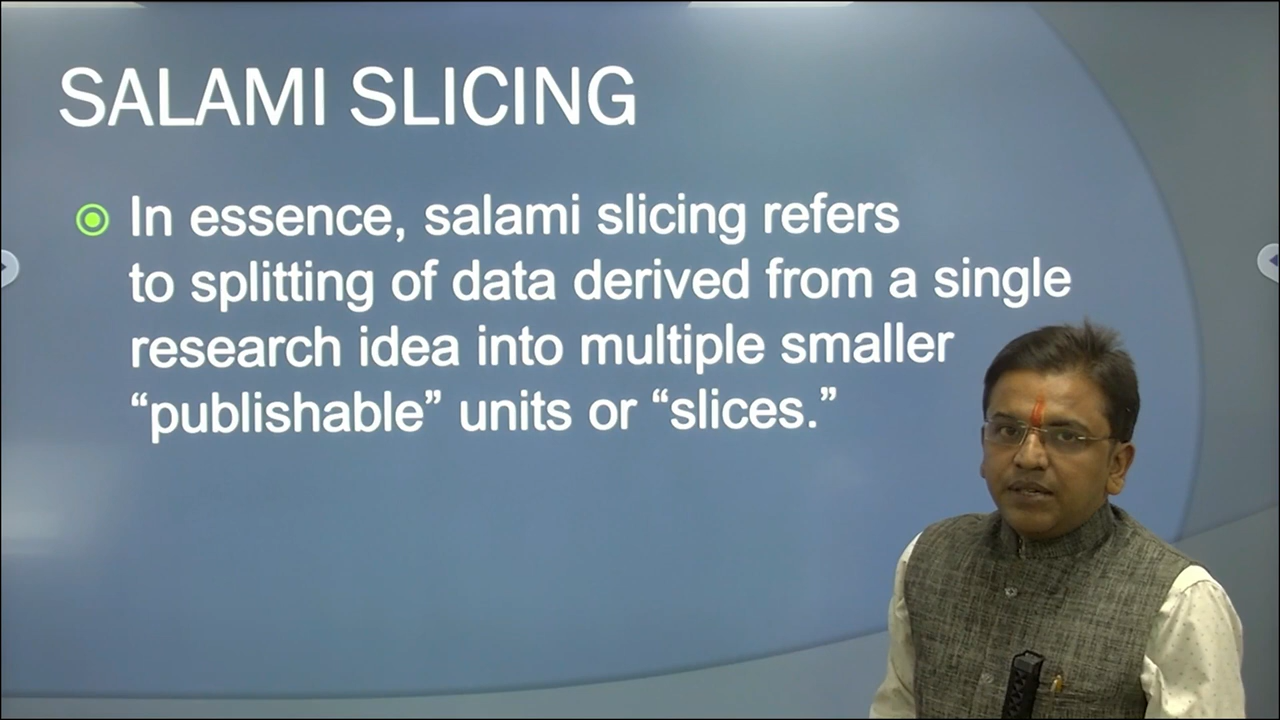 SALAMI SLICING
In essence, salami slicing refers
to splitting of data derived from a single
research idea into multiple smaller
“publishable” units or “slices.”